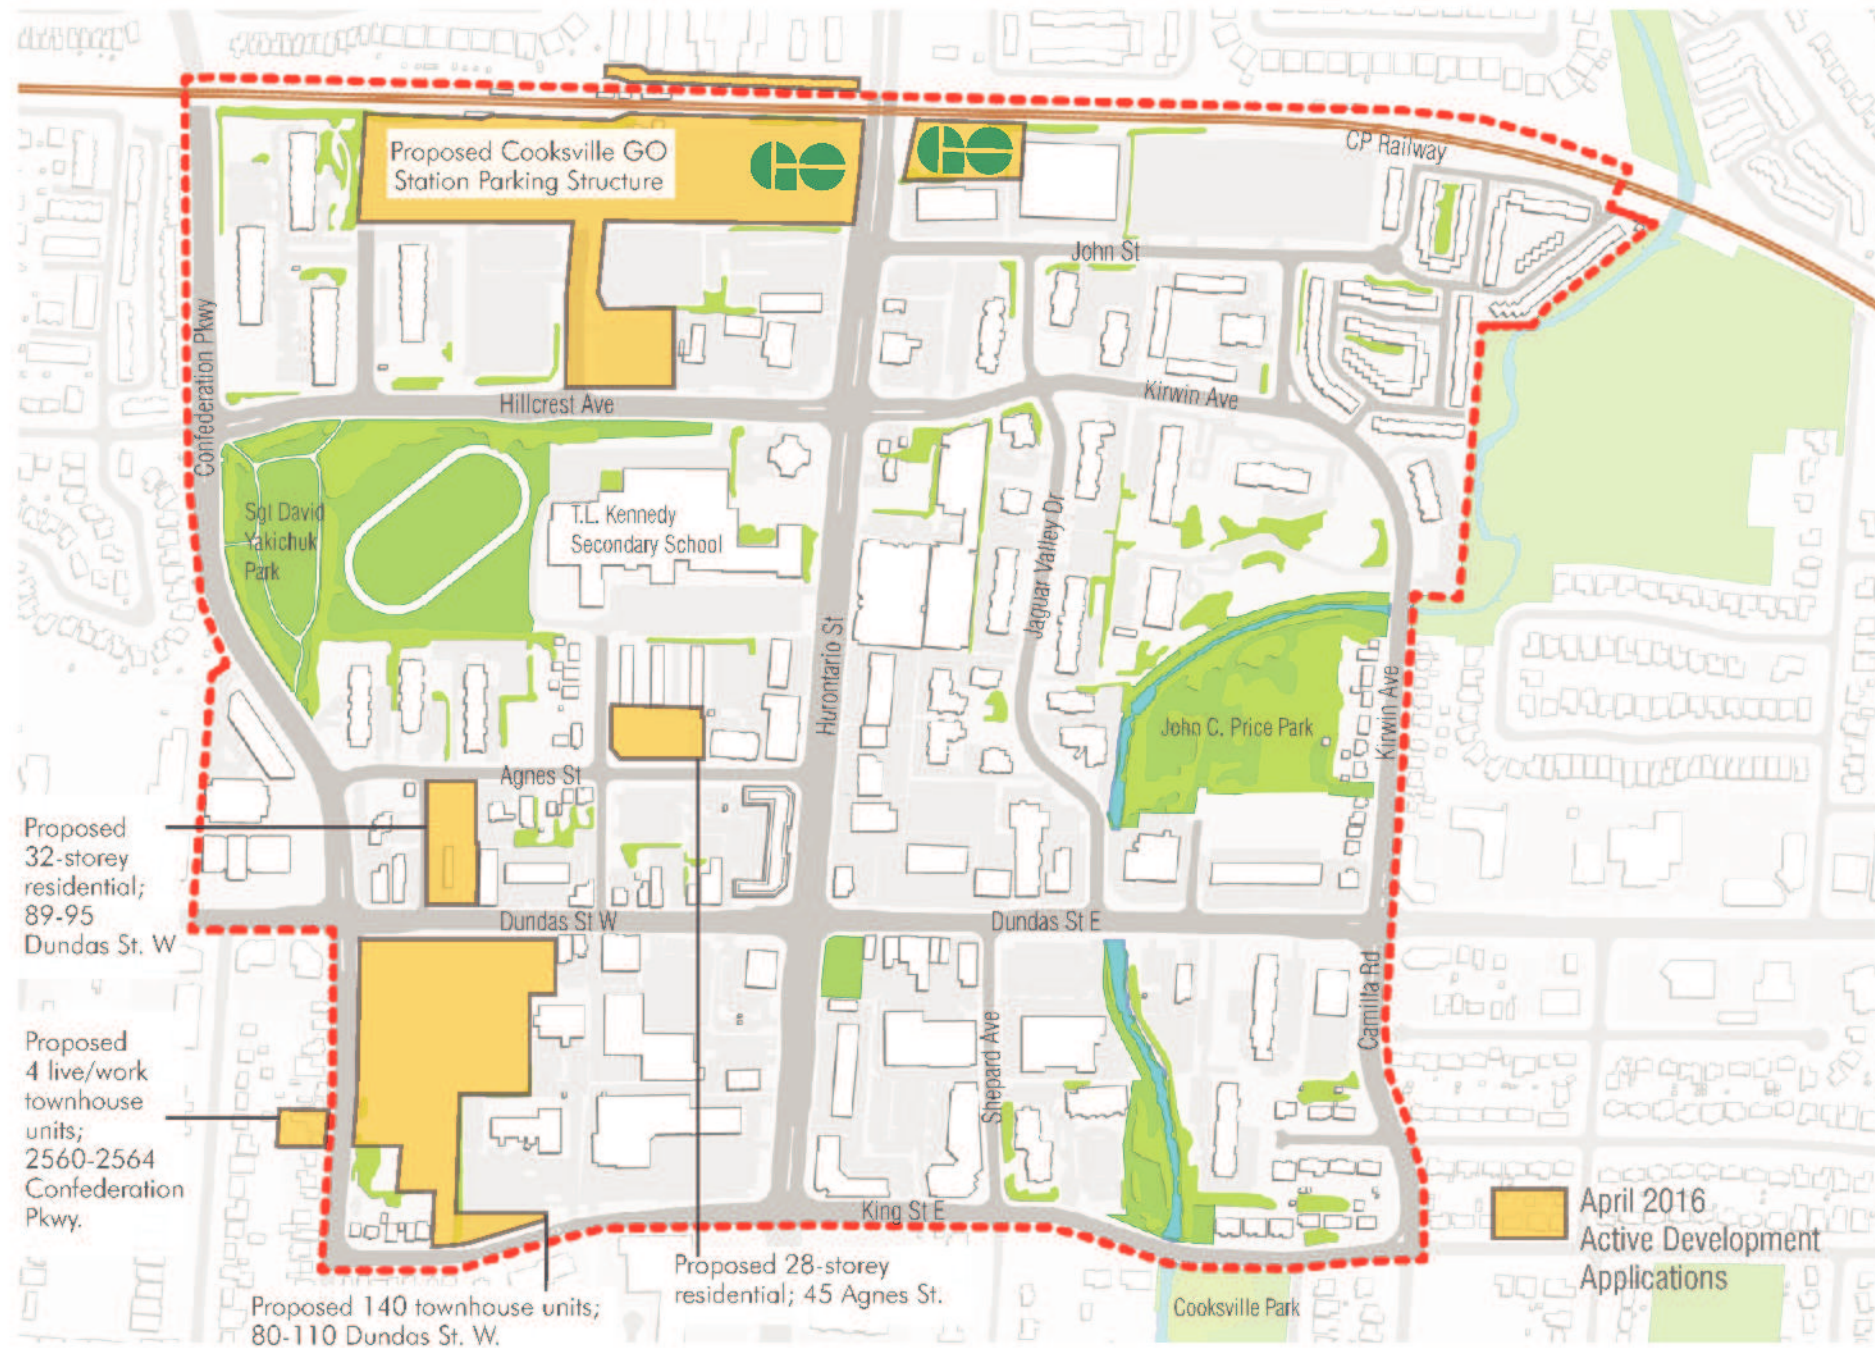 Proposed Cooksville GO
Station Parking Structure
GO
GO
CP Railway
John St
Confederation Pkwy
Hillcrest Ave
Kirwin Ave
Sgt David
Yakichuk
Park
T.L. Kennedy
Secondary School
Jaguar Valley Dr
Hurontario St
John C. Price Park
Kirwin Ave
Agnes St
Proposed
32-storey
residential;
89-95
Dundas St. W
Dundas St W
Dundas St E
Camilla Rd
Shepard Ave
Proposed
4 live/work
townhouse
units;
2560-2564
Confederation
Pkwy.
King St E
April 2016
Active Development
Applications
Proposed 28-storey
residential; 45 Agnes St.
Proposed 140 townhouse units;
80-110 Dundas St. W.
Cooksville Park